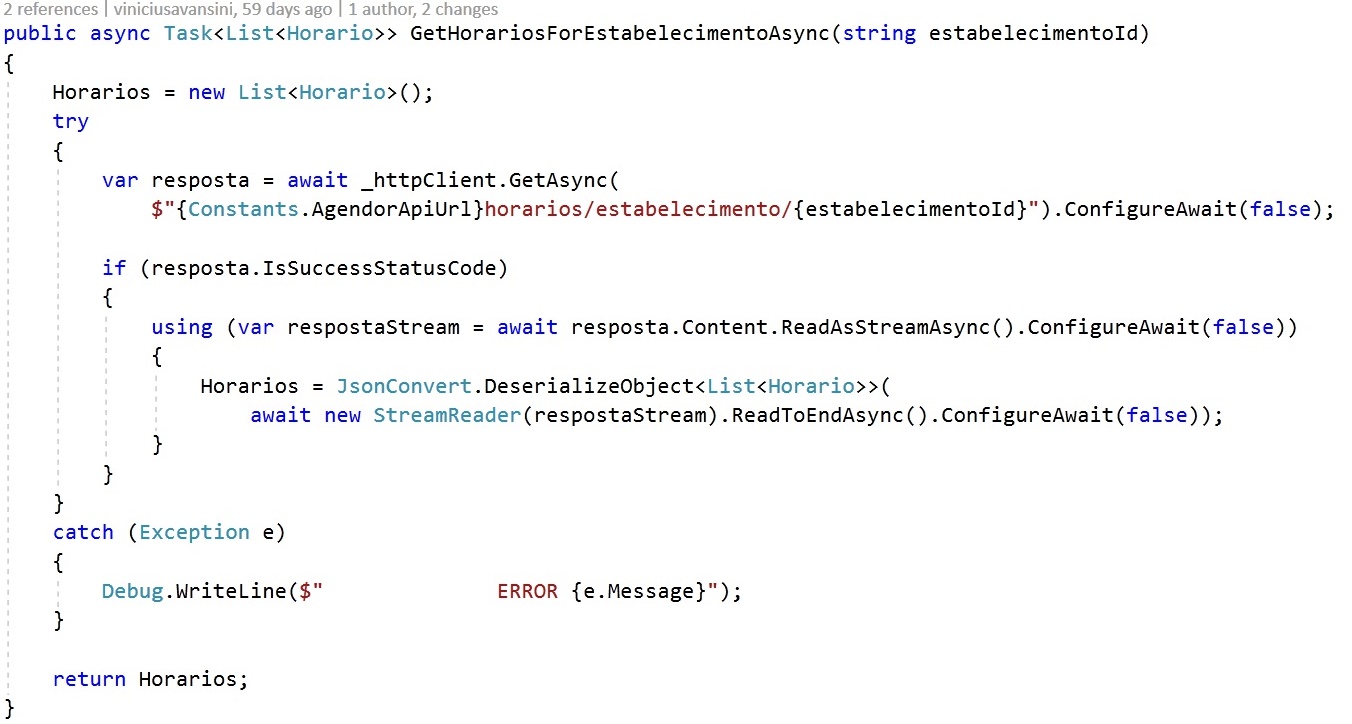 2 references | viniciusavansini, 59 days ago | 1 author, 2 changes
public async Task<List<Horario>> GetHorariosForEstabelecimentoAsync(string estabelecimentoId)
{
    Horarios = new List<Horario>();
    try
    {
        var resposta = await _httpClient.GetAsync(
            $"{Constants.AgendorApiUrl}horarios/estabelecimento/{estabelecimentoId}").ConfigureAwait(false);

        if (resposta.IsSuccessStatusCode)
        {
            using (var respostaStream = await resposta.Content.ReadAsStreamAsync().ConfigureAwait(false))
            {
                Horarios = JsonConvert.DeserializeObject<List<Horario>>(
                    await new StreamReader(respostaStream).ReadToEndAsync().ConfigureAwait(false));
            }
        }
    }
    catch (Exception e)
    {
        Debug.WriteLine($"              ERROR {e.Message}");
    }

    return Horarios;
}